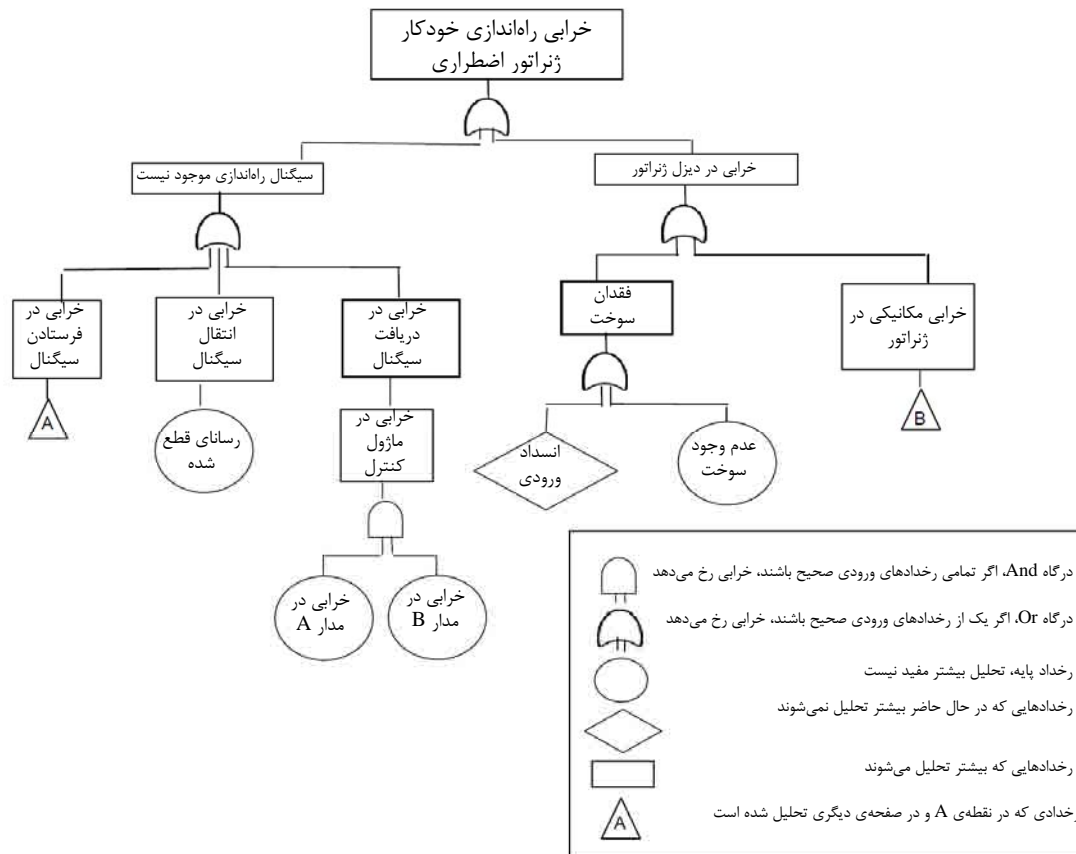 خرابی راه‌اندازی خودکار
ژنراتور اضطراری
سیگنال راه‌اندازی موجود نیست
خرابی در دیزل ژنراتور
خرابی در
فرستادن
سیگنال
خرابی در
انتقال
سیگنال
خرابی در
دریافت
سیگنال
فقدان
سوخت
خرابی مکانیکی در
ژنراتور
A
رسانای قطع
شده
خرابی در
ماژول
کنترل
انسداد
ورودی
عدم وجود
سوخت
B
خرابی در
مدار A
خرابی در
مدار B
درگاه And، اگر تمامی رخدادهای ورودی صحیح باشند، خرابی رخ می‌دهد
درگاه Or، اگر یک از رخدادهای ورودی صحیح باشند، خرابی رخ می‌دهد
رخداد پایه، تحلیل بیشتر مفید نیست
رخدادهایی که در حال حاضر بیشتر تحلیل نمی‌شوند
رخدادهایی که بیشتر تحلیل می‌شوند
رخدادی که در نقطه‌ی A و در صفحه‌ی دیگری تحلیل شده است
A